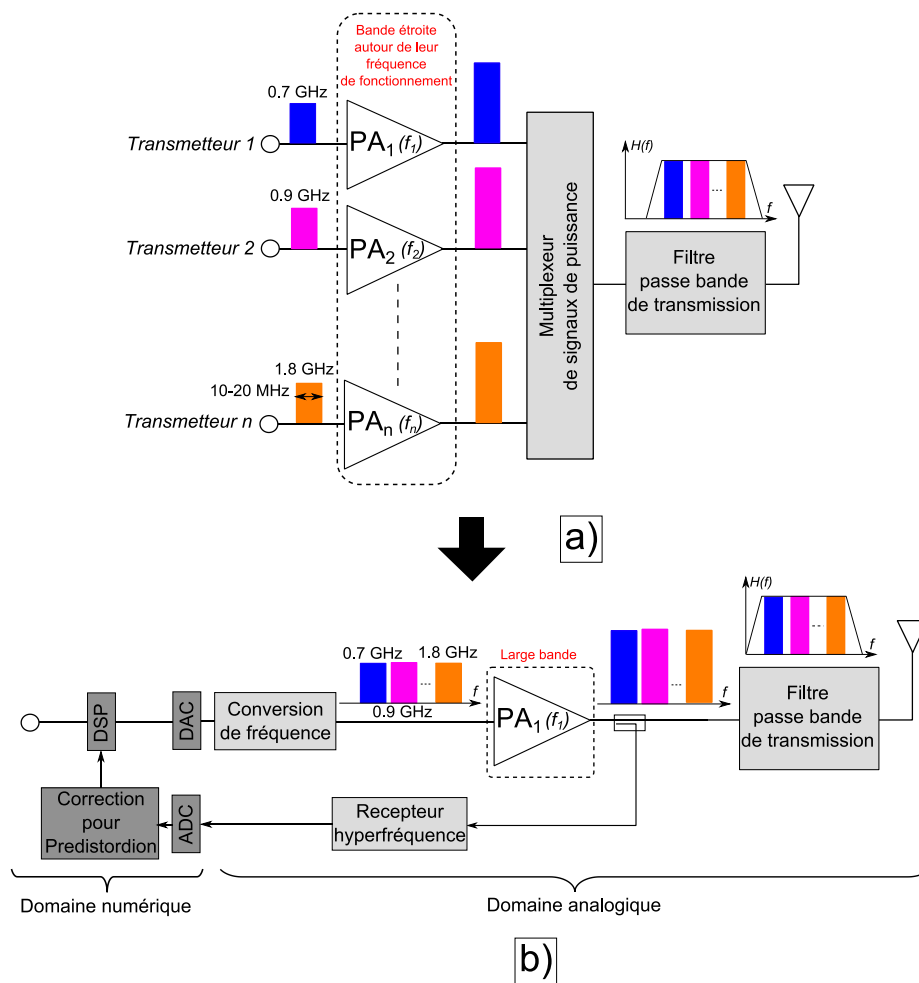 Bande étroite
autour de leur
fréquence
de fonctionnement
0.7 GHz
Transmetteur 1
PA1 (f1)
0.9 GHz
Transmetteur 2
PA2 (f2)
1.8 GHz
10-20 MHz
Transmetteur n
PAn (fn)
Multiplexeur
de signaux de puissance
H(f)
...
f
Filtre
passe bande
de transmission
a)
H(f)
...
f
0.7 GHz
1.8 GHz
...
f
0.9 GHz
Large bande
PA1 (f1)
...
f
Filtre
passe bande
de transmission
DSP
DAC
Conversion
de fréquence
Correction
pour
Predistordion
ADC
Recepteur
hyperfréquence
Domaine numérique
Domaine analogique
b)